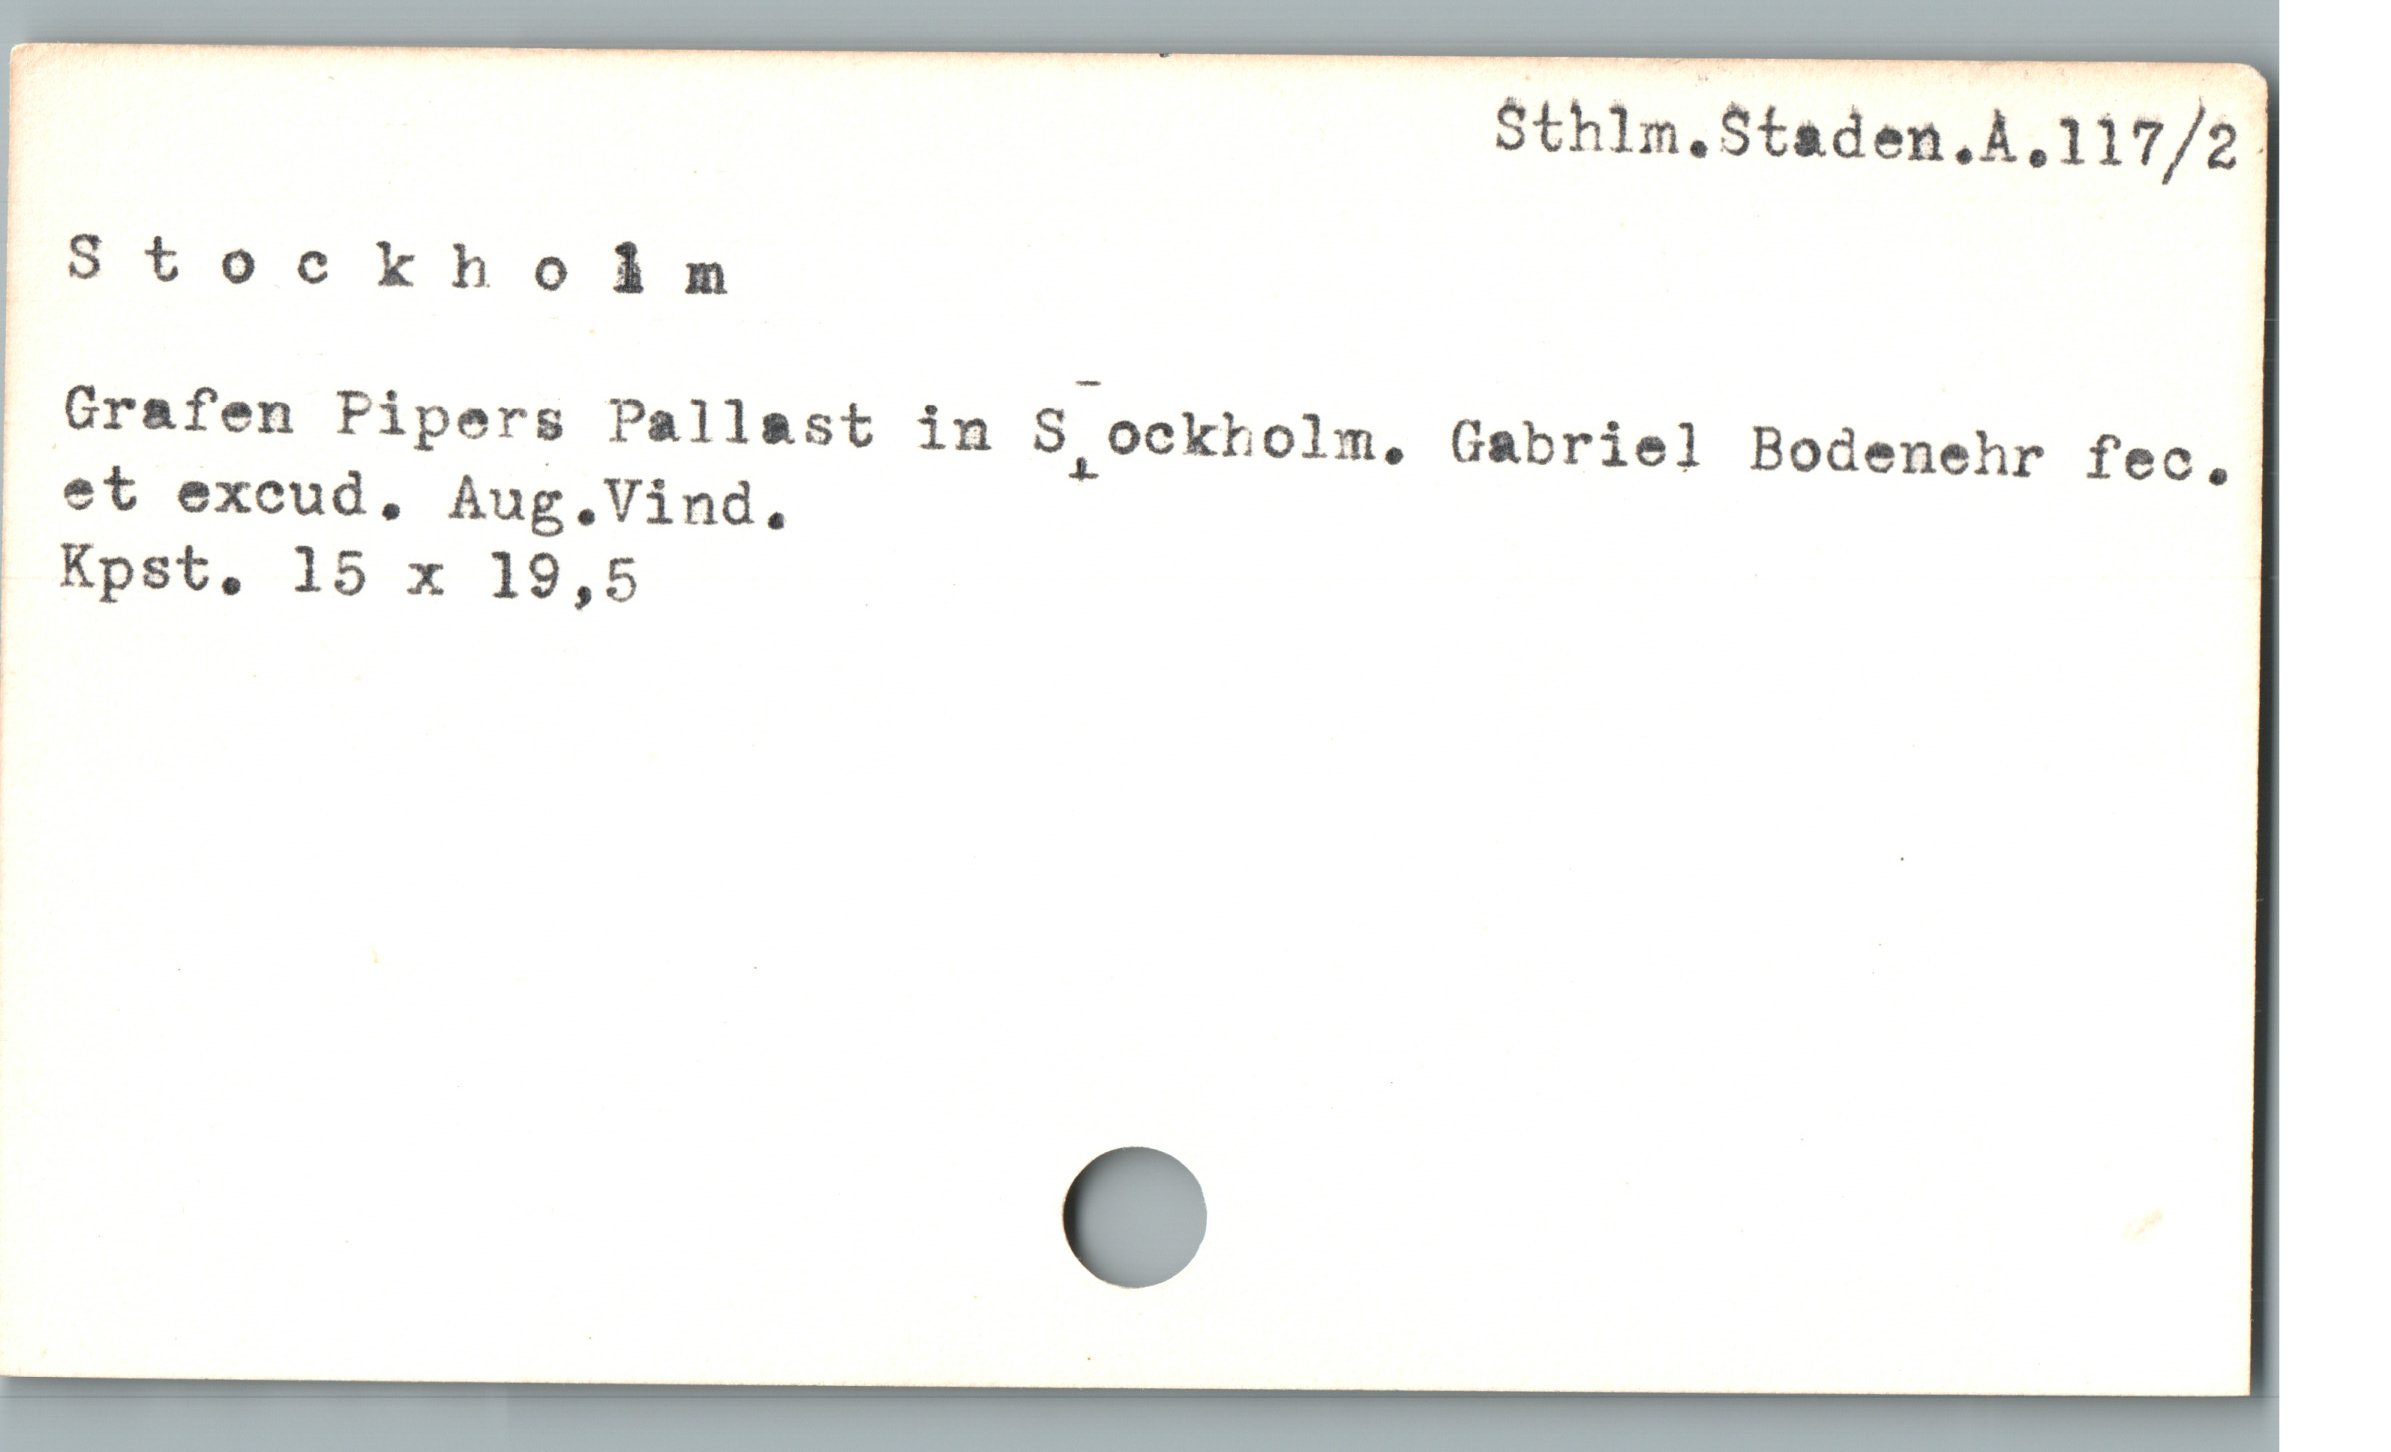 Sthlm.Staden.A.117/2
S t o c k h o l m
Grafen Pipers Pallast in Stockholm. Gabriel Bodenehr fec.
et excud. Aug.Vind.
Kpst. 15 x 19,5